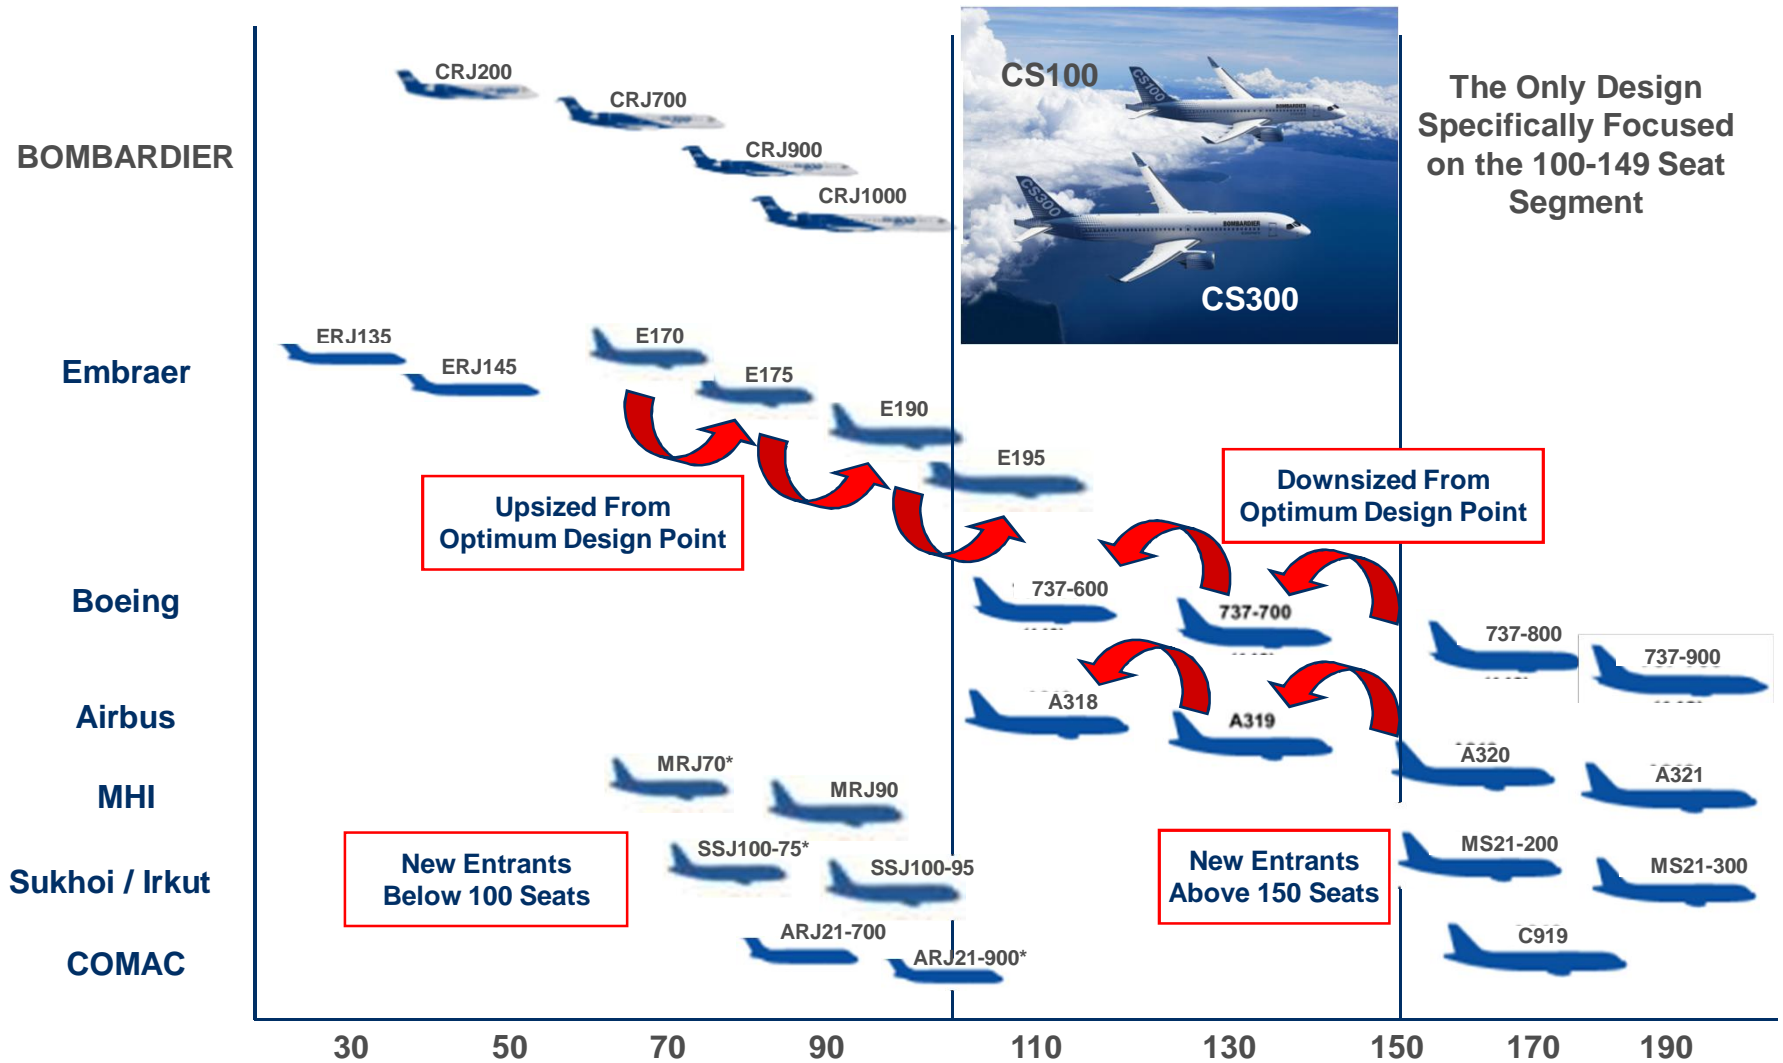 CRJ200
CRJ700
CRJ900
CRJ1000
BOMBARDIER
CS100
CS100
BOMBARDIER
CS300
BOMBARDIER
CS300
The Only Design
Specifically Focused
on the 100-149 Seat
Segment
Embraer
ERJ135
ERJ145
E170
E175
E190
E195
Upsized From
Optimum Design Point
Downsized From
Optimum Design Point
Boeing
737-600
737-700
737-800
737-900
Airbus
A318
A319
A320
A321
MHI
MRJ70*
MRJ90
New Entrants
Below 100 Seats
New Entrants
Above 150 Seats
Sukhoi / Irkut
SSJ100-75*
SSJ100-95
MS21-200
MS21-300
COMAC
ARJ21-700
ARJ21-900*
C919
30 50 70 90 110 130 150 170 190